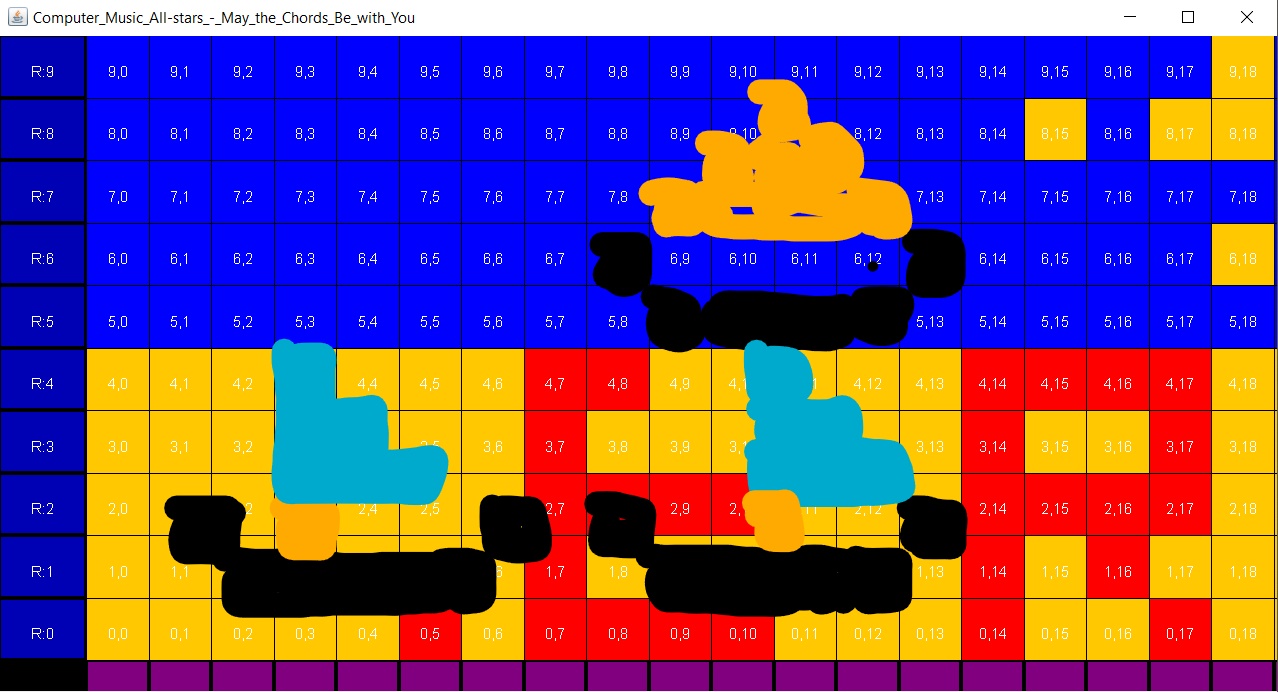 Computer_Music_All-stars_-_May_the_Chords_Be_with_You
R:9 9,0 9,1 9,2 9,3 9,4 9,5 9,6 9,7 9,8 9,9 9,10 9,11 9,12 9,13 9,14 9,15 9,16 9,17 9,18
R:8 8,0 8,1 8,2 8,3 8,4 8,5 8,6 8,7 8,8 8,9 8,12 8,13 8,14 8,15 8,16 8,17 8,18
R:7 7,0 7,1 7,2 7,3 7,4 7,5 7,6 7,7 7,8 7,13 7,14 7,15 7,16 7,17 7,18
R:6 6,0 6,1 6,2 6,3 6,4 6,5 6,6 6,7 6,9 6,10 6,11 6,12 6,14 6,15 6,16 6,17 6,18
R:5 5,0 5,1 5,2 5,3 5,4 5,5 5,6 5,7 5,8 5,13 5,14 5,15 5,16 5,17 5,18
R:4 4,0 4,1 4,2 4,4 4,5 4,6 4,7 4,8 4,9 4,12 4,13 4,14 4,15 4,16 4,17 4,18
R:3 3,0 3,1 3,2 3,6 3,7 3,8 3,9 3,13 3,14 3,15 3,16 3,17 3,18
R:2 2,0 2,4 2,5 2,7 2,9 2,12 2,14 2,15 2,16 2,17 2,18
R:1 1,0 1,1 1,7 1,8 1,13 1,14 1,15 1,16 1,17 1,18
R:0 0,0 0,1 0,2 0,3 0,4 0,5 0,6 0,7 0,8 0,9 0,10 0,11 0,12 0,13 0,14 0,15 0,16 0,17 0,18